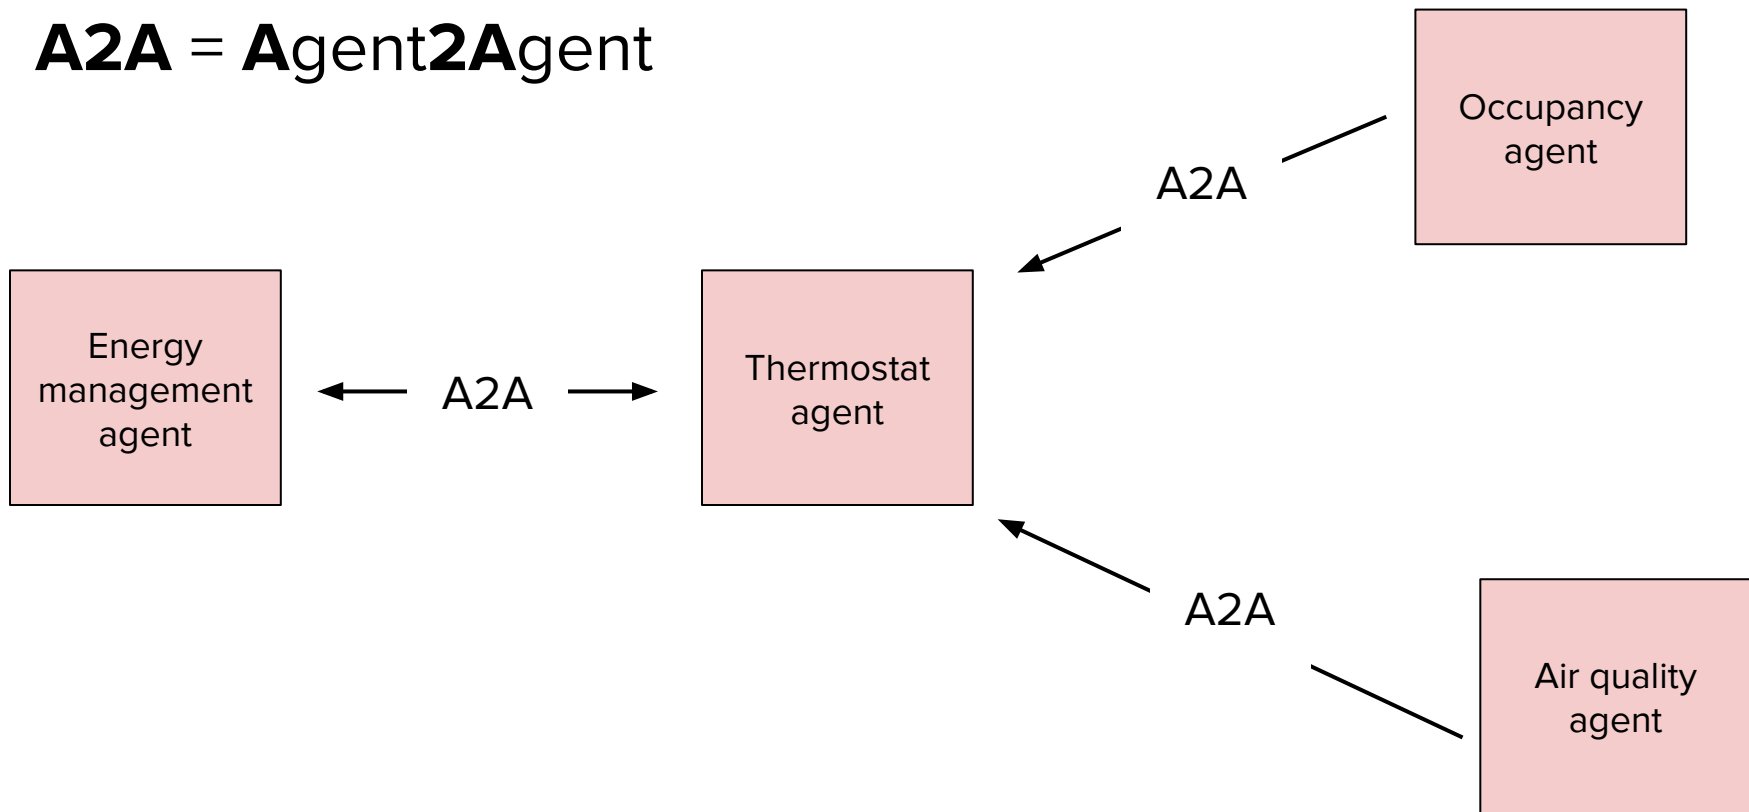 A2A = Agent2Agent
Occupancy
agent
A2A
Energy
management
agent
A2A
Thermostat
agent
A2A
Air quality
agent